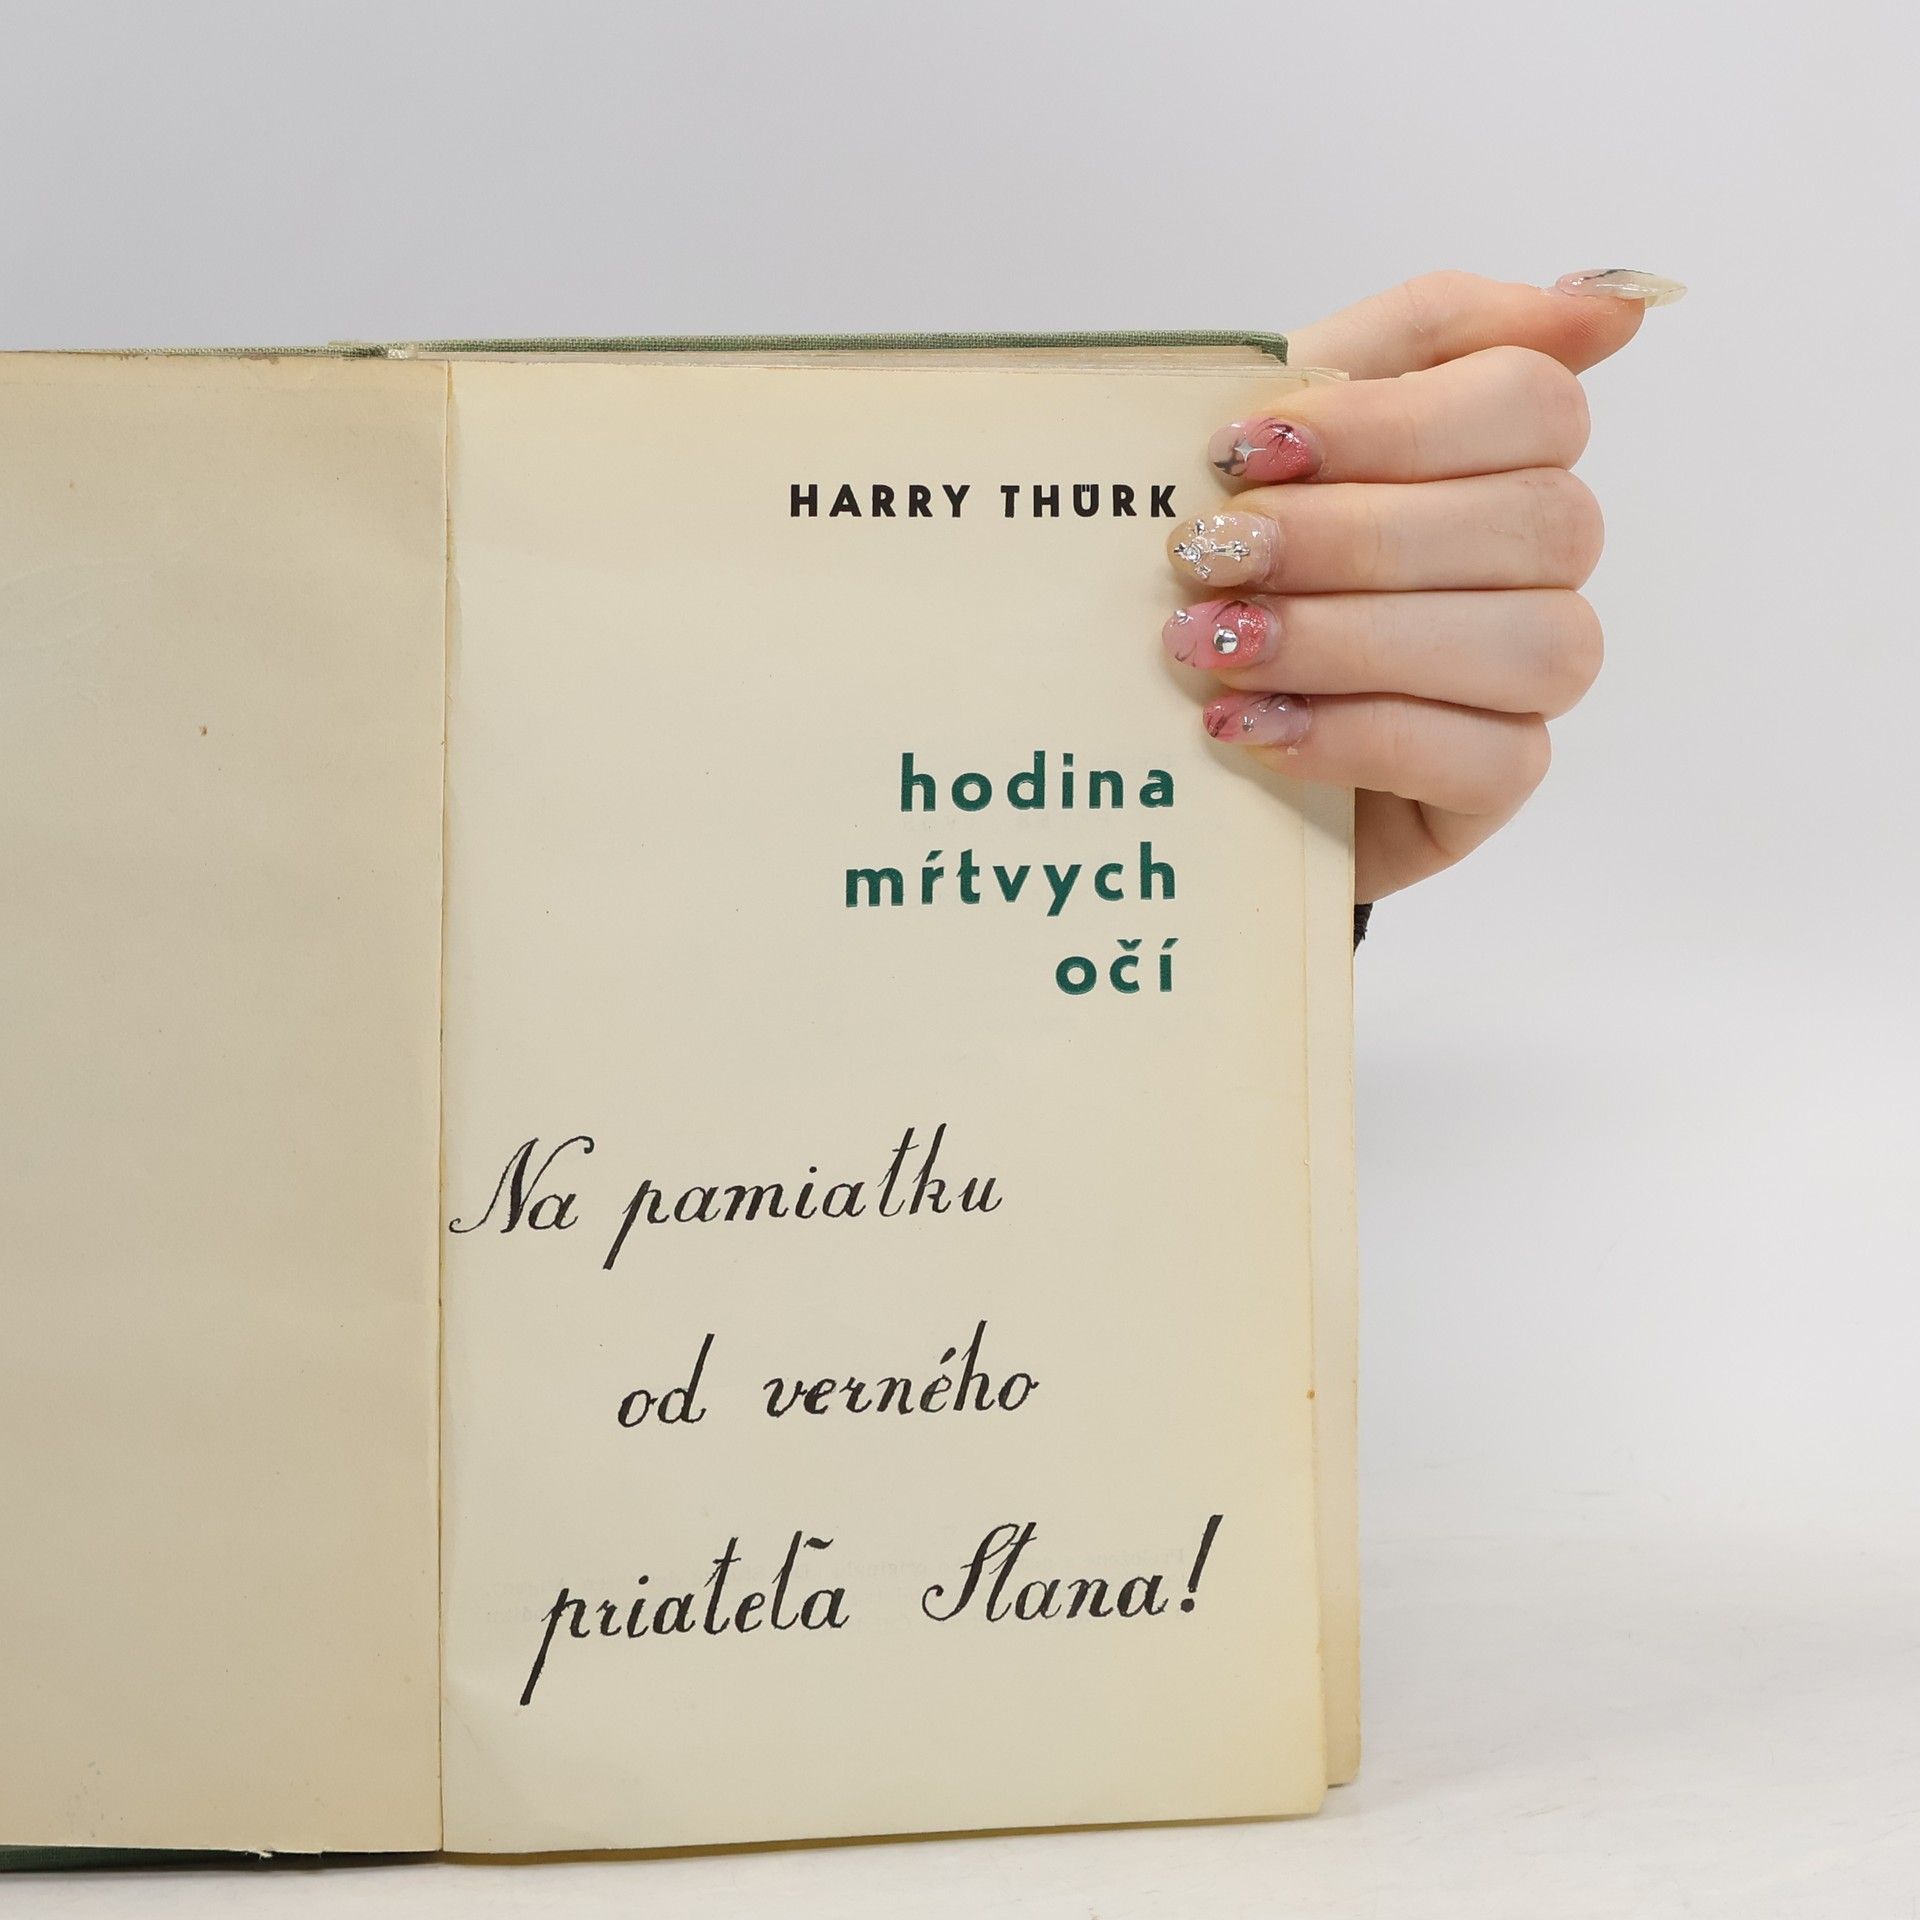 HARRY THÜRK
hodina
mŕtvych
očí
Na pamiatku
od verného
priateľa Stana!